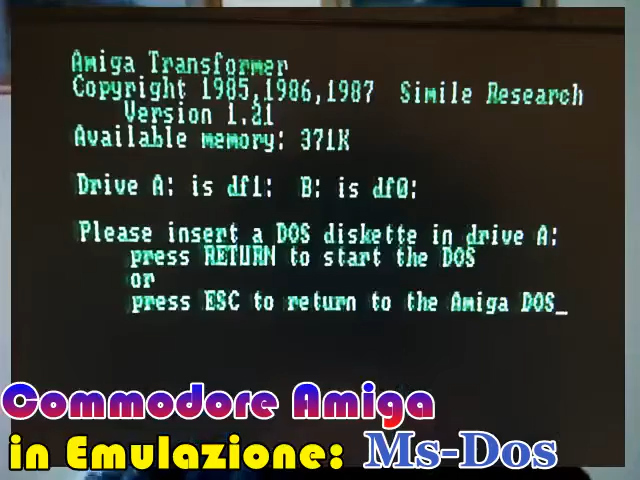 Amiga Transformer
Copyright 1985,1986,1987 Simile Research
Version 1.21
Available memory: 371K
Drive A: is df1: B: is df0:
Please insert a DOS diskette in drive A:
press RETURN to start the DOS
or
press ESC to return to the Amiga DOS_
Commodore Amiga
in Emulazione: Ms-Dos